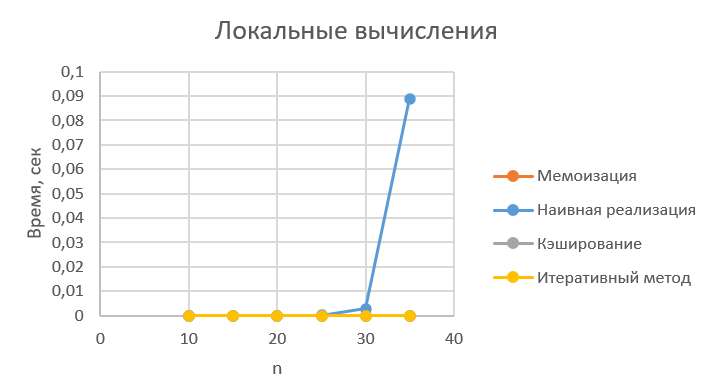 Локальные вычисления
Время, сек
0,1
0,09
0,08
0,07
0,06
0,05
0,04
0,03
0,02
0,01
0
0 10 20 30 40
n
Мемоизация
Наивная реализация
Кэширование
Итеративный метод